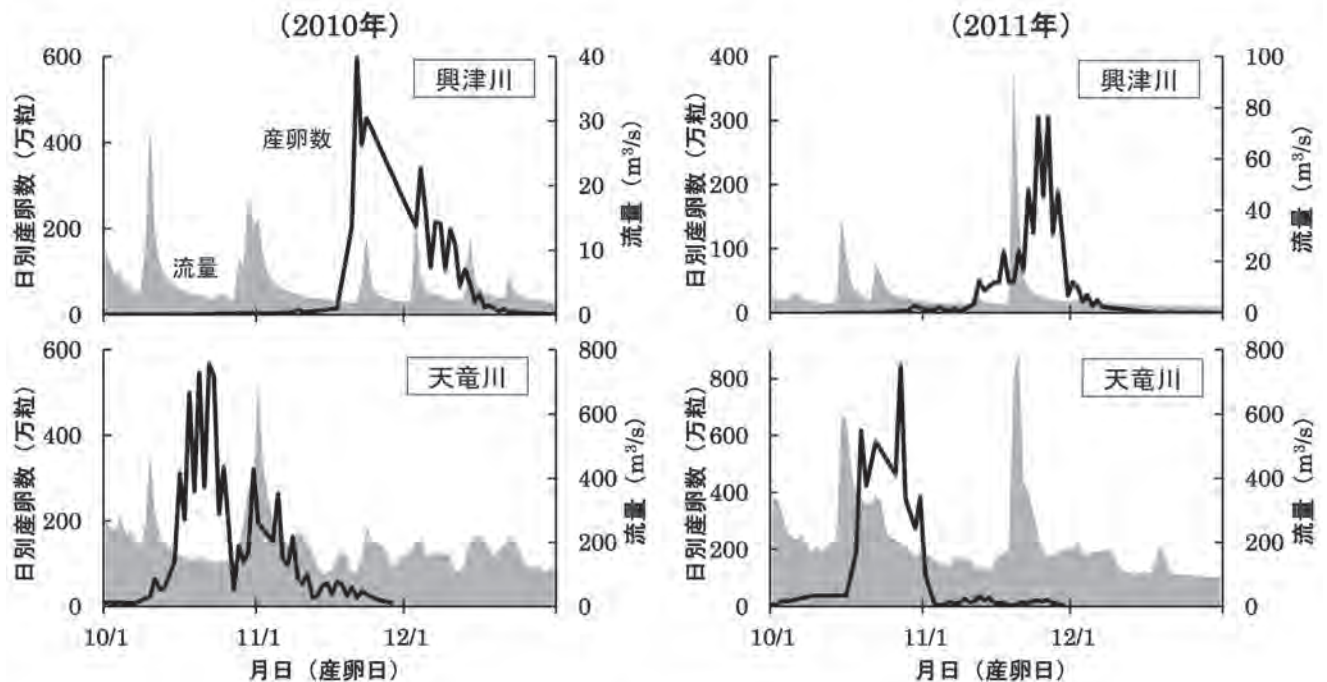 (2010年)
600
400
200
0
日別産卵数（万粒）
興津川
産卵数
流量
40
30
20
10
0
流量（m³/s）
(2011年)
400
300
200
100
0
日別産卵数（万粒）
興津川
100
80
60
40
20
0
流量（m³/s）
600
400
200
0
日別産卵数（万粒）
天竜川
800
600
400
200
0
流量（m³/s）
10/1 11/1 12/1
月日（産卵日）
800
600
400
200
0
日別産卵数（万粒）
天竜川
800
600
400
200
0
流量（m³/s）
10/1 11/1 12/1
月日（産卵日）